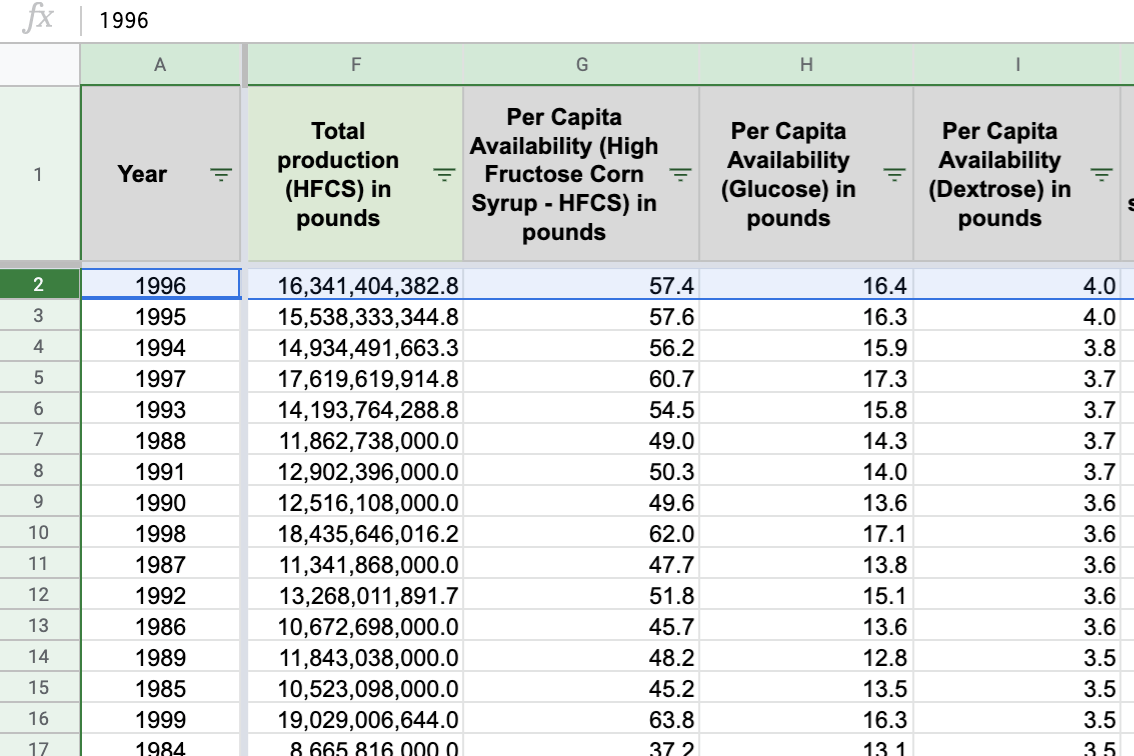 fx 1996
A F G H I
1 Year Total production (HFCS) in pounds Per Capita Availability (High Fructose Corn Syrup - HFCS) in pounds Per Capita Availability (Glucose) in pounds Per Capita Availability (Dextrose) in pounds s
2 1996 16,341,404,382.8 57.4 16.4 4.0
3 1995 15,538,333,344.8 57.6 16.3 4.0
4 1994 14,934,491,663.3 56.2 15.9 3.8
5 1997 17,619,619,914.8 60.7 17.3 3.7
6 1993 14,193,764,288.8 54.5 15.8 3.7
7 1988 11,862,738,000.0 49.0 14.3 3.7
8 1991 12,902,396,000.0 50.3 14.0 3.7
9 1990 12,516,108,000.0 49.6 13.6 3.6
10 1998 18,435,646,016.2 62.0 17.1 3.6
11 1987 11,341,868,000.0 47.7 13.8 3.6
12 1992 13,268,011,891.7 51.8 15.1 3.6
13 1986 10,672,698,000.0 45.7 13.6 3.6
14 1989 11,843,038,000.0 48.2 12.8 3.5
15 1985 10,523,098,000.0 45.2 13.5 3.5
16 1999 19,029,006,644.0 63.8 16.3 3.5
17 1984 8,665,816,000.0 37.2 13.1 3.5